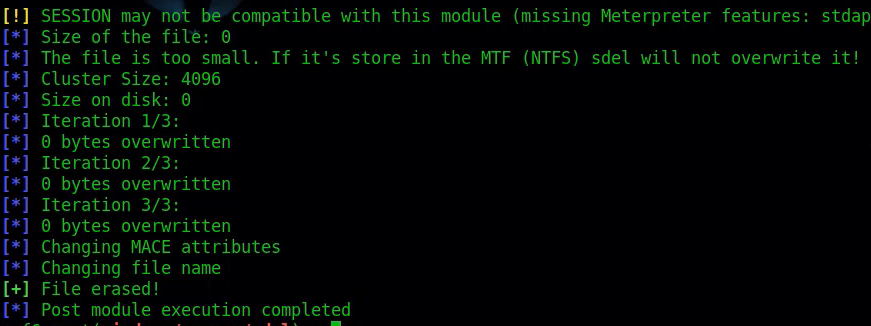 [!] SESSION may not be compatible with this module (missing Meterpreter features: stdap
[*] Size of the file: 0
[*] The file is too small. If it's store in the MTF (NTFS) sdel will not overwrite it!
[*] Cluster Size: 4096
[*] Size on disk: 0
[*] Iteration 1/3:
[*] 0 bytes overwritten
[*] Iteration 2/3:
[*] 0 bytes overwritten
[*] Iteration 3/3:
[*] 0 bytes overwritten
[*] Changing MACE attributes
[*] Changing file name
[+] File erased!
[*] Post module execution completed